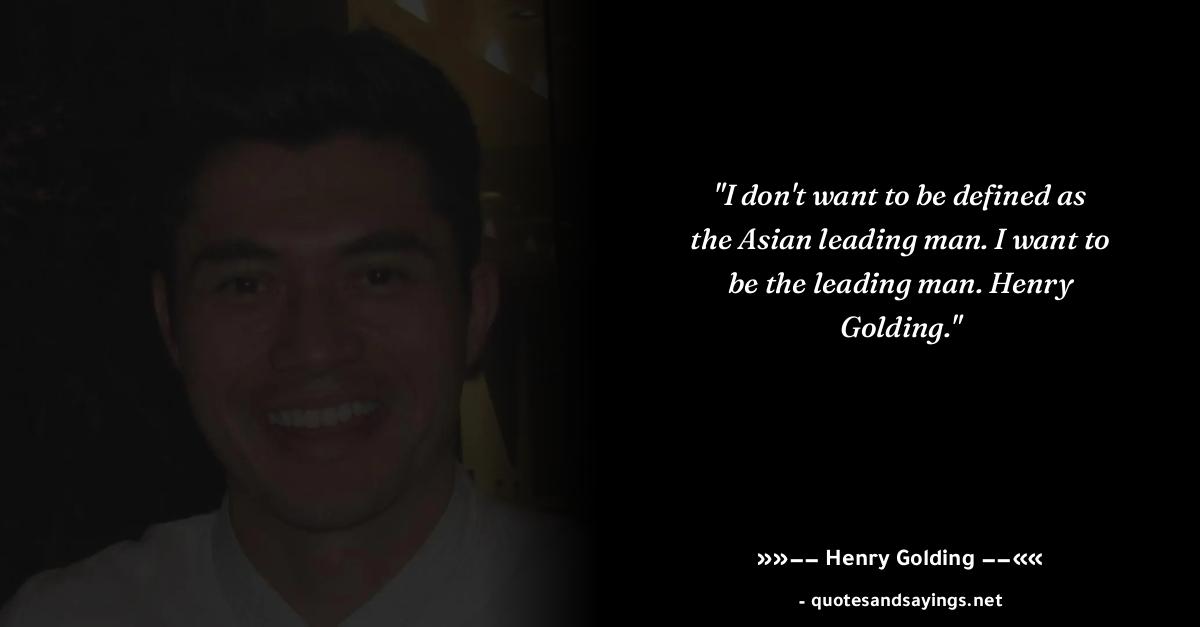 "I don't want to be defined as
the Asian leading man. I want to
be the leading man. Henry
Golding."
»»–– Henry Golding ––««
- quotesandsayings.net